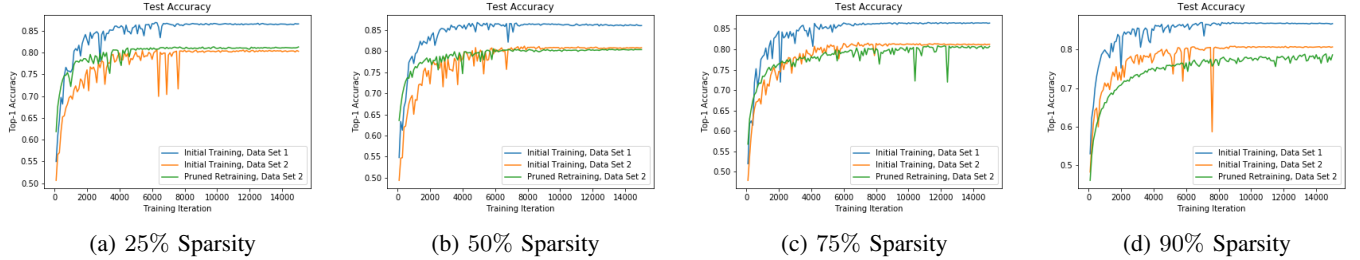 Test Accuracy
0.85
0.80
0.75
0.70
0.65
0.60
0.55
0.50
Top-1 Accuracy
Initial Training, Data Set 1
Initial Training, Data Set 2
Pruned Retraining, Data Set 2
0 2000 4000 6000 8000 10000 12000 14000
Training Iteration
(a) 25% Sparsity
Test Accuracy
0.85
0.80
0.75
0.70
0.65
0.60
0.55
0.50
Top-1 Accuracy
Initial Training, Data Set 1
Initial Training, Data Set 2
Pruned Retraining, Data Set 2
0 2000 4000 6000 8000 10000 12000 14000
Training Iteration
(b) 50% Sparsity
Test Accuracy
0.85
0.80
0.75
0.70
0.65
0.60
0.55
0.50
Top-1 Accuracy
Initial Training, Data Set 1
Initial Training, Data Set 2
Pruned Retraining, Data Set 2
0 2000 4000 6000 8000 10000 12000 14000
Training Iteration
(c) 75% Sparsity
Test Accuracy
0.8
0.7
0.6
0.5
Top-1 Accuracy
Initial Training, Data Set 1
Initial Training, Data Set 2
Pruned Retraining, Data Set 2
0 2000 4000 6000 8000 10000 12000 14000
Training Iteration
(d) 90% Sparsity